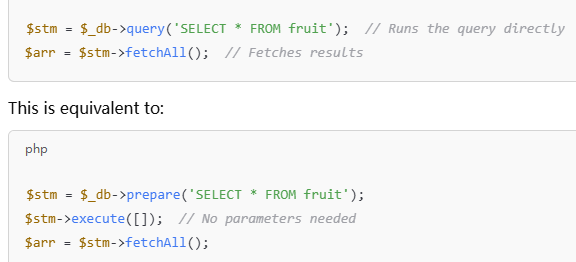 $stm = $_db->query('SELECT * FROM fruit');  // Runs the query directly
$arr = $stm->fetchAll();  // Fetches results
This is equivalent to:
php
$stm = $_db->prepare('SELECT * FROM fruit');
$stm->execute([]);  // No parameters needed
$arr = $stm->fetchAll();